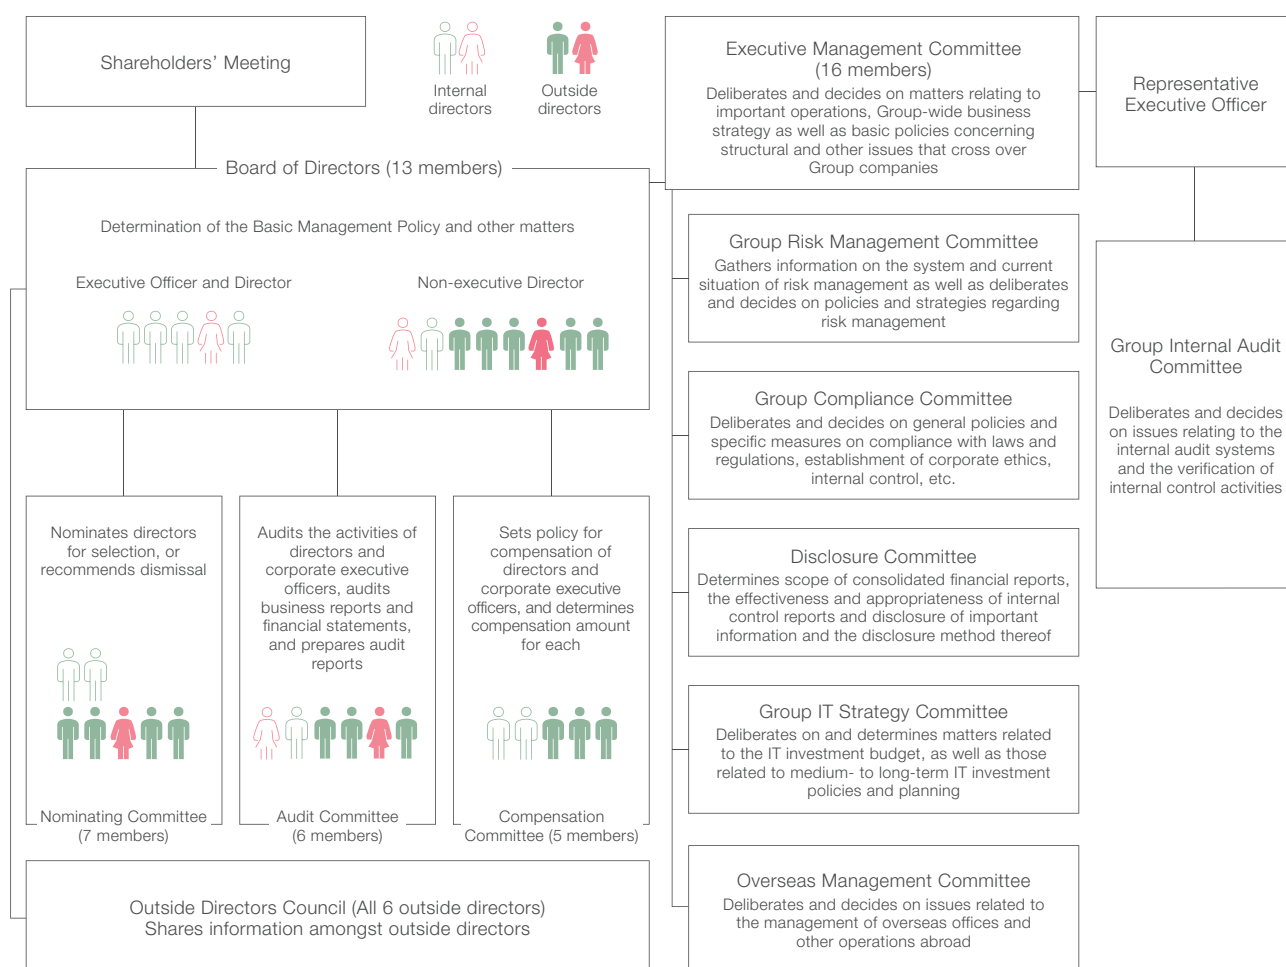 Shareholders’ Meeting
Internal
directors
Outside
directors
Board of Directors (13 members)
Determination of the Basic Management Policy and other matters
Executive Officer and Director
Non-executive Director
Nominates directors
for selection, or
recommends dismissal
Nominating Committee
(7 members)
Audits the activities of
directors and
corporate executive
officers, audits
business reports and
financial statements,
and prepares audit
reports
Audit Committee
(6 members)
Sets policy for
compensation of
directors and
corporate executive
officers, and determines
compensation amount
for each
Compensation
Committee (5 members)
Outside Directors Council (All 6 outside directors)
Shares information amongst outside directors
Executive Management Committee
(16 members)
Deliberates and decides on matters relating to
important operations, Group-wide business
strategy as well as basic policies concerning
structural and other issues that cross over
Group companies
Group Risk Management Committee
Gathers information on the system and current
situation of risk management as well as deliberates
and decides on policies and strategies regarding
risk management
Group Compliance Committee
Deliberates and decides on general policies and
specific measures on compliance with laws and
regulations, establishment of corporate ethics,
internal control, etc.
Disclosure Committee
Determines scope of consolidated financial reports,
the effectiveness and appropriateness of internal
control reports and disclosure of important
information and the disclosure method thereof
Group IT Strategy Committee
Deliberates on and determines matters related
to the IT investment budget, as well as those
related to medium- to long-term IT investment
policies and planning
Overseas Management Committee
Deliberates and decides on issues related to
the management of overseas offices and
other operations abroad
Representative
Executive Officer
Group Internal Audit
Committee
Deliberates and decides
on issues relating to the
internal audit systems
and the verification of
internal control activities